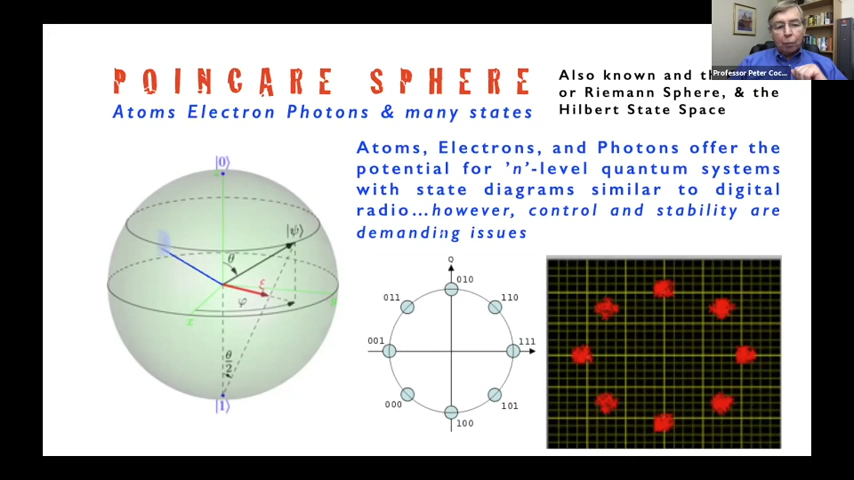 POINCARE SPHERE
Atoms Electron Photons & many states
Also known and th
or Riemann Sphere, & the
Hilbert State Space
Professor Peter Coc...
Atoms, Electrons, and Photons offer the
potential for 'n'-level quantum systems
with state diagrams similar to digital
radio...however, control and stability are
demanding issues
|0⟩
|ψ⟩
θ
ξ
φ
x
θ/2
|1⟩
Q
010
011
110
001
111
000
101
100